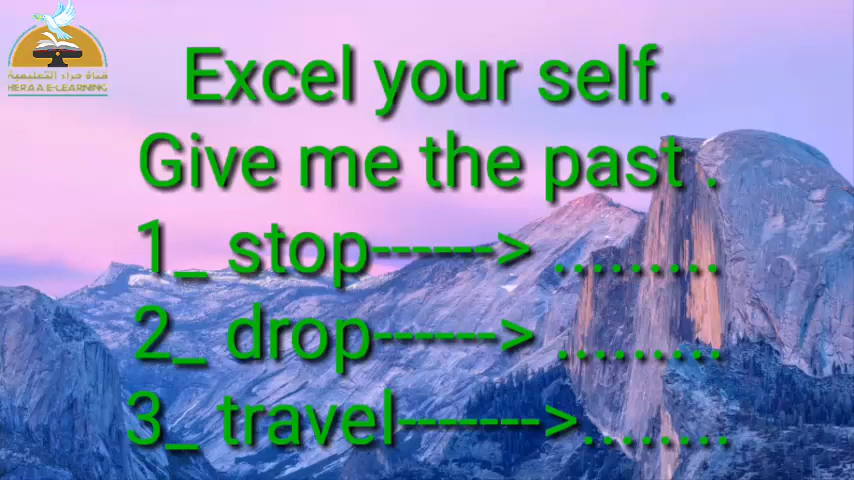 قناة حراء التعليمية
HERAA E-LEARNING
Excel your self.
Give me the past .
1_ stop------> .........
2_ drop------> .........
3_ travel------->........